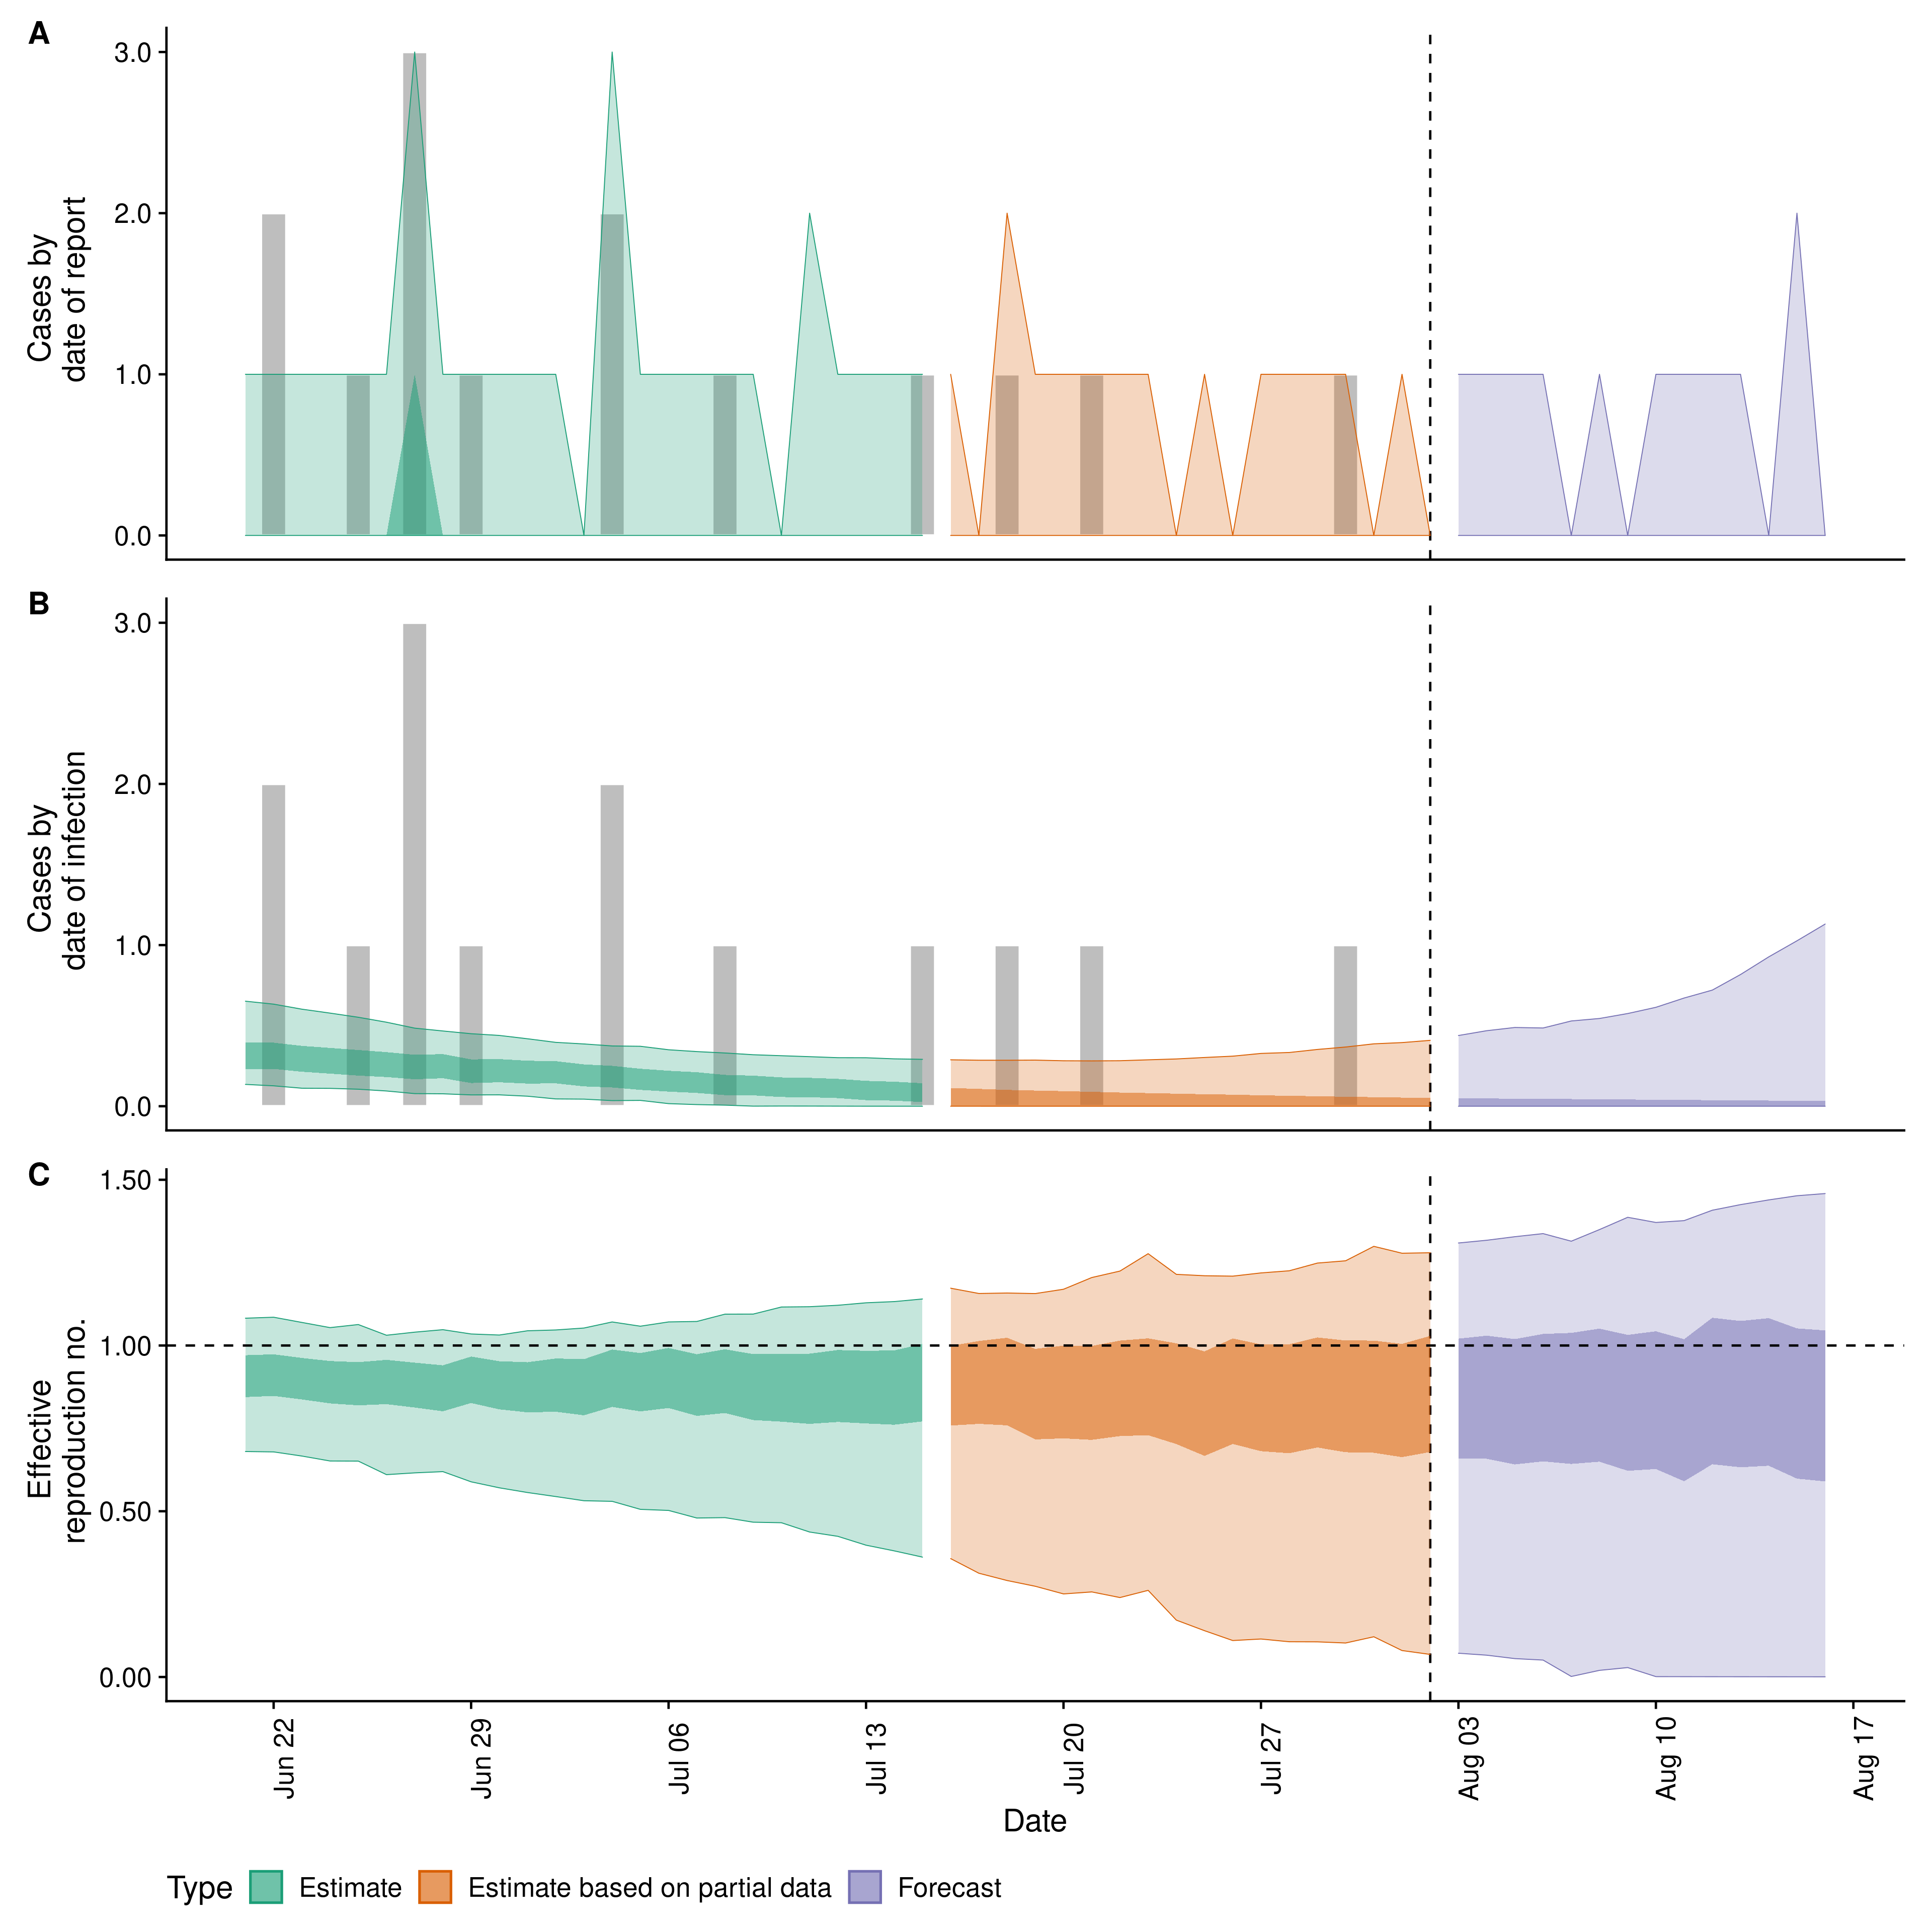 A
3.0
2.0
1.0
0.0
Cases by
date of report
B
3.0
2.0
1.0
0.0
Cases by
date of infection
C
1.50
1.00
0.50
0.00
Effective
reproduction no.
Jun 22
Jun 29
Jul 06
Jul 13
Jul 20
Jul 27
Aug 03
Aug 10
Aug 17
Date
Type
Estimate
Estimate based on partial data
Forecast